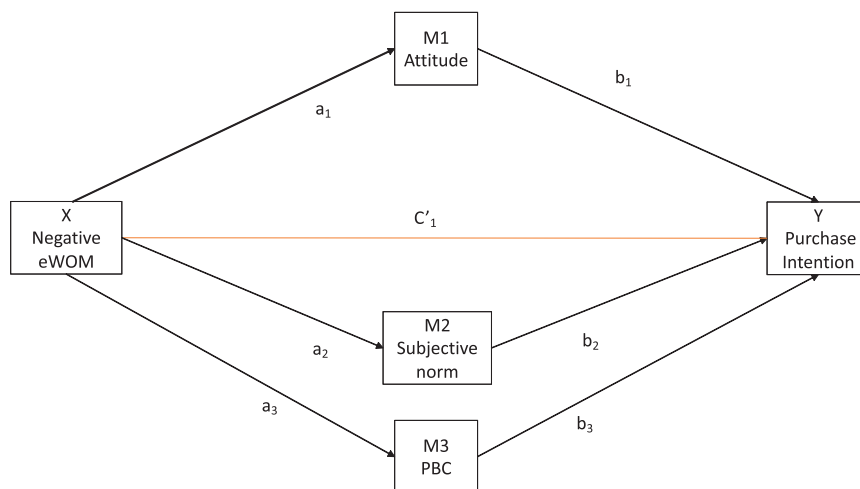 M1
Attitude
b₁
a₁
X
Negative
eWOM
C’₁
Y
Purchase
Intention
M2
Subjective
norm
a₂
b₂
a₃
b₃
M3
PBC